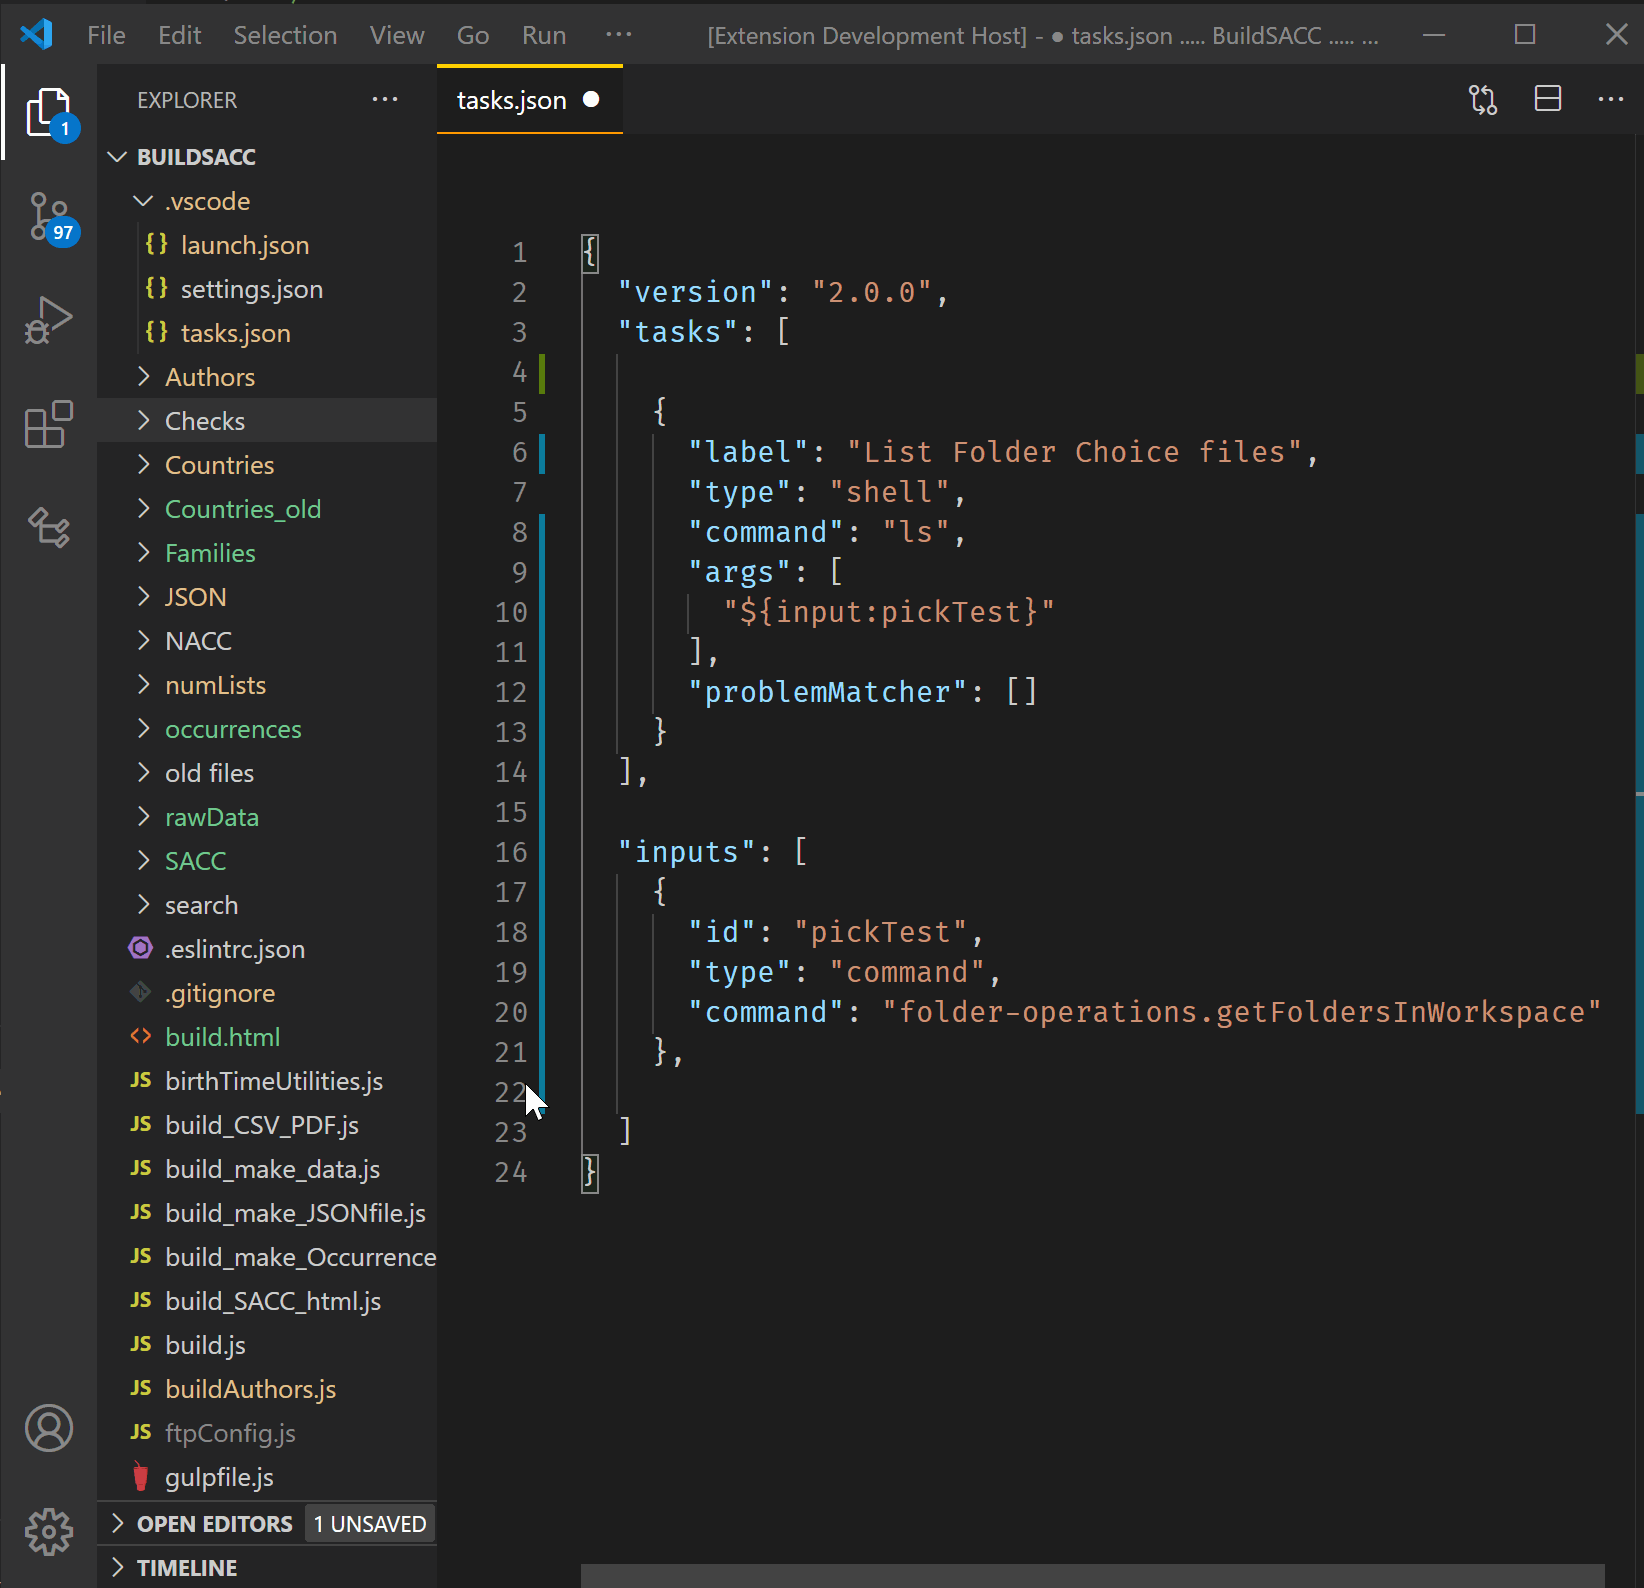 File Edit Selection View Go Run ··· [Extension Development Host] - ● tasks.json ..... BuildSACC ..... ...
EXPLORER ···
tasks.json ●
1
97
BUILDSACC
.vscode
{} launch.json
{} settings.json
{} tasks.json
Authors
Checks
Countries
Countries_old
Families
JSON
NACC
numLists
occurrences
old files
rawData
SACC
search
.eslintrc.json
.gitignore
<> build.html
JS birthTimeUtilities.js
JS build_CSV_PDF.js
JS build_make_data.js
JS build_make_JSONfile.js
JS build_make_Occurrence
JS build_SACC_html.js
JS build.js
JS buildAuthors.js
JS ftpConfig.js
gulpfile.js
OPEN EDITORS 1 UNSAVED
TIMELINE
1 {
2 "version": "2.0.0",
3 "tasks": [
4
5 {
6 "label": "List Folder Choice files",
7 "type": "shell",
8 "command": "ls",
9 "args": [
10 "${input:pickTest}"
11 ],
12 "problemMatcher": []
13 }
14 ],
15
16 "inputs": [
17 {
18 "id": "pickTest",
19 "type": "command",
20 "command": "folder-operations.getFoldersInWorkspace"
21 },
22
23 ]
24 }